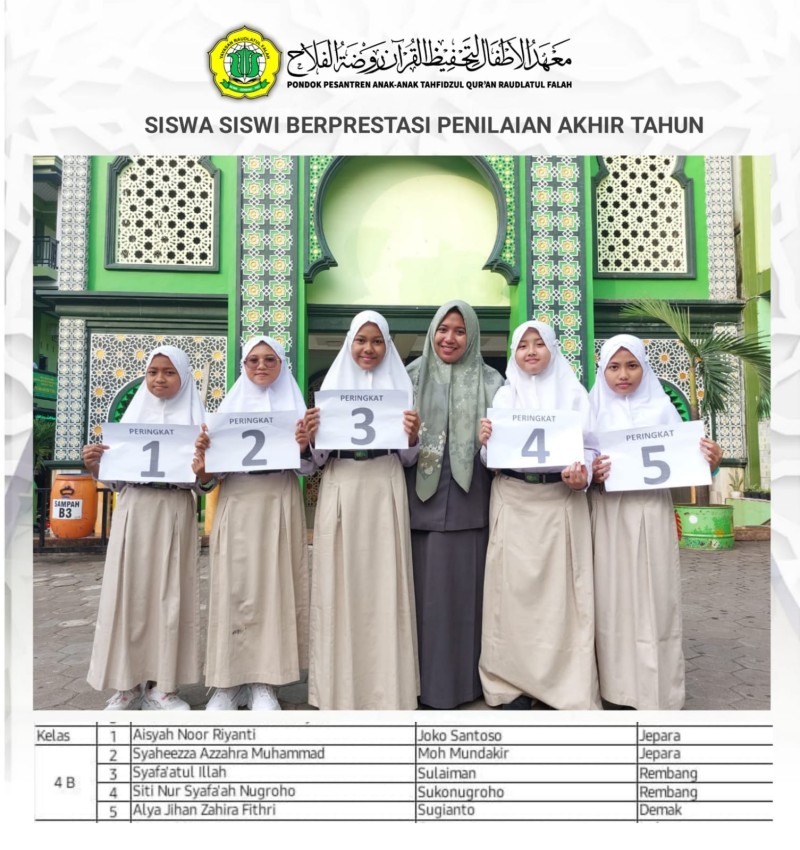 معهد الأطفال لتحفيظ القرآن روضة الفلاح
PONDOK PESANTREN ANAK-ANAK TAHFIDZUL QUR'AN RAUDLATUL FALAH
SISWA SISWI BERPRESTASI PENILAIAN AKHIR TAHUN
PERINGKAT
1
PERINGKAT
2
PERINGKAT
3
PERINGKAT
4
PERINGKAT
5
SAMPAH
B3
Kelas 1 Aisyah Noor Riyanti Joko Santoso Jepara
2 Syaheezza Azzahra Muhammad Moh Mundakir Jepara
4 B 3 Syafa'atul Illah Sulaiman Rembang
4 Siti Nur Syafa'ah Nugroho Sukonugroho Rembang
5 Alya Jihan Zahira Fithri Sugianto Demak